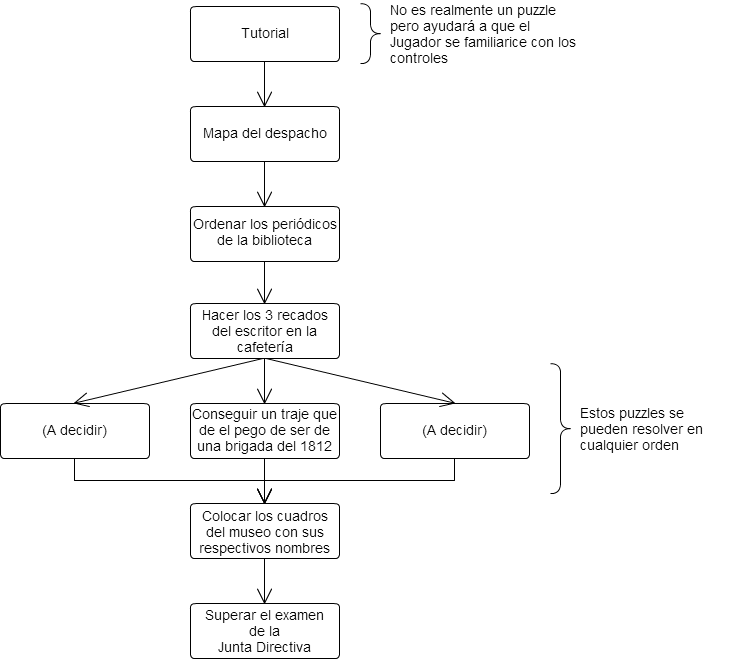 Tutorial
No es realmente un puzzle
pero ayudará a que el
Jugador se familiarice con los
controles
Mapa del despacho
Ordenar los periódicos
de la biblioteca
Hacer los 3 recados
del escritor en la
cafetería
(A decidir)
Conseguir un traje que
de el pego de ser de
una brigada del 1812
(A decidir)
Estos puzzles se
pueden resolver en
cualquier orden
Colocar los cuadros
del museo con sus
respectivos nombres
Superar el examen
de la
Junta Directiva